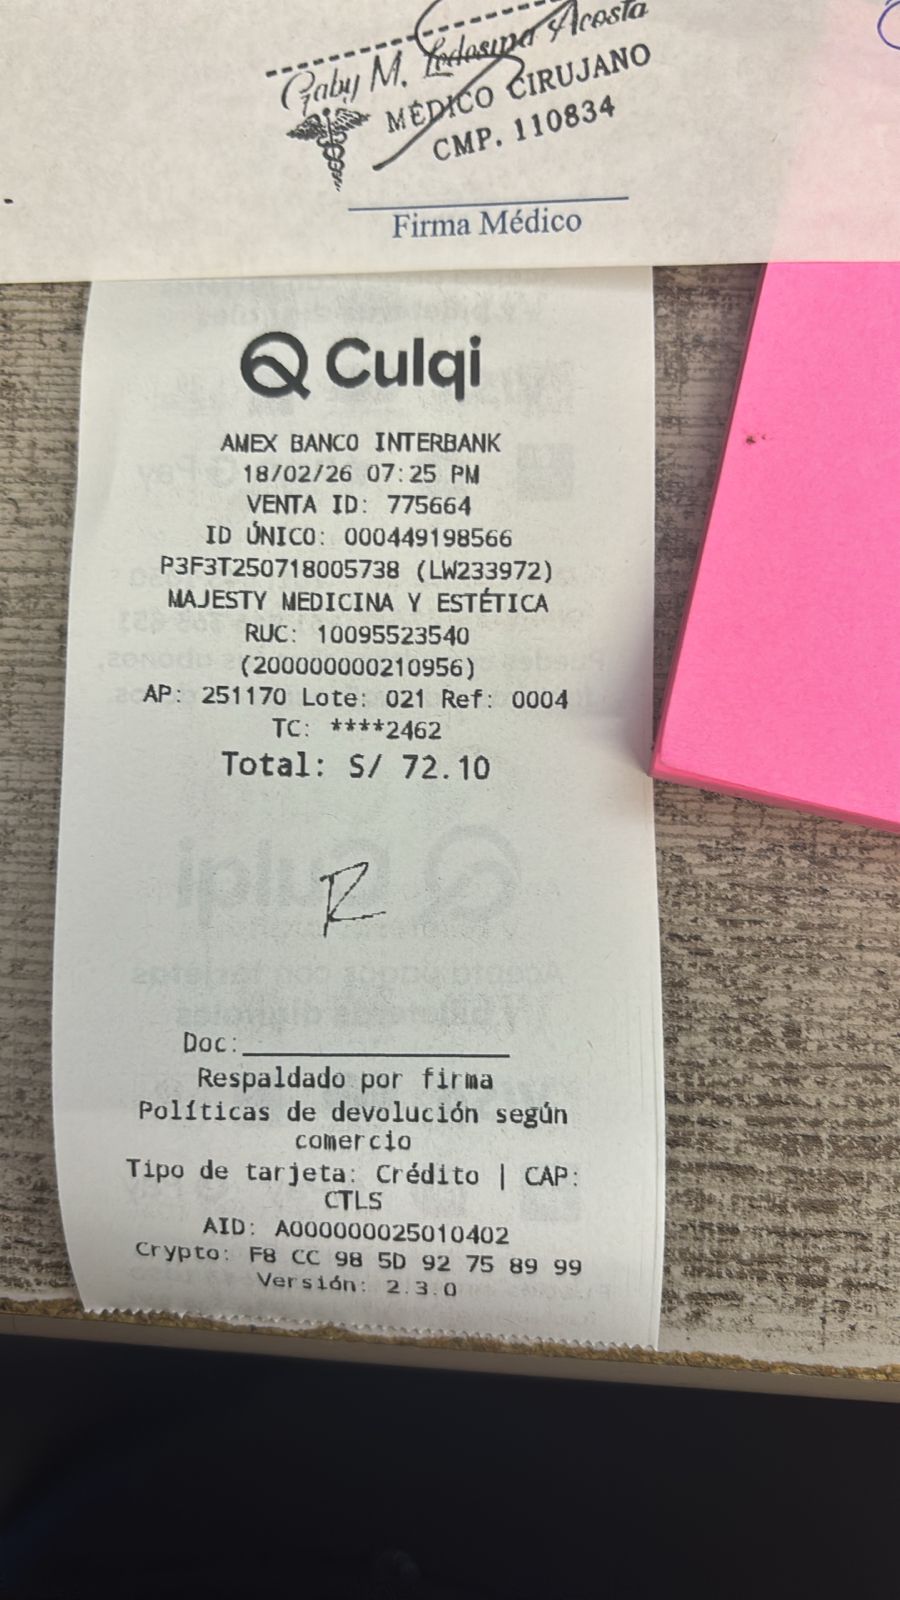 Gaby M. Ledesma Acosta
MÉDICO CIRUJANO
CMP. 110834
Firma Médico
Culqi
AMEX BANCO INTERBANK
18/02/26 07:25 PM
VENTA ID: 775664
ID ÚNICO: 000449198566
P3F3T250718005738 (LW233972)
MAJESTY MEDICINA Y ESTÉTICA
RUC: 10095523540
(200000000210956)
AP: 251170 Lote: 021 Ref: 0004
TC: ****2462
Total: S/ 72.10
R
Doc:
Respaldado por firma
Políticas de devolución según
comercio
Tipo de tarjeta: Crédito | CAP:
CTLS
AID: A000000025010402
Crypto: F8 CC 98 5D 92 75 89 99
Versión: 2.3.0